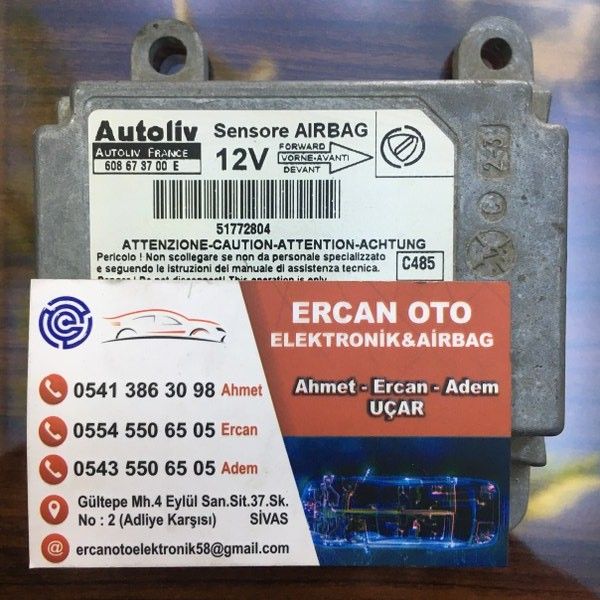 Autoliv
AUTOLIV FRANCE
608 67 37 00 E
Sensore AIRBAG
12V
FORWARD
VORNE-AVANTI
DEVANT
51772804
ATTENZIONE-CAUTION-ATTENTION-ACHTUNG
Pericolo ! Non scollegare se non da personale specializzato
e seguendo le istruzioni del manuale di assistenza tecnica.
C485
ERCAN OTO
ELEKTRONİK&AİRBAG
Ahmet - Ercan - Adem
UÇAR
0541 386 30 98 Ahmet
0554 550 65 05 Ercan
0543 550 65 05 Adem
Gültepe Mh.4 Eylül San.Sit.37.Sk.
No : 2 (Adliye Karşısı) SİVAS
@ ercanotoelektronik58@gmail.com